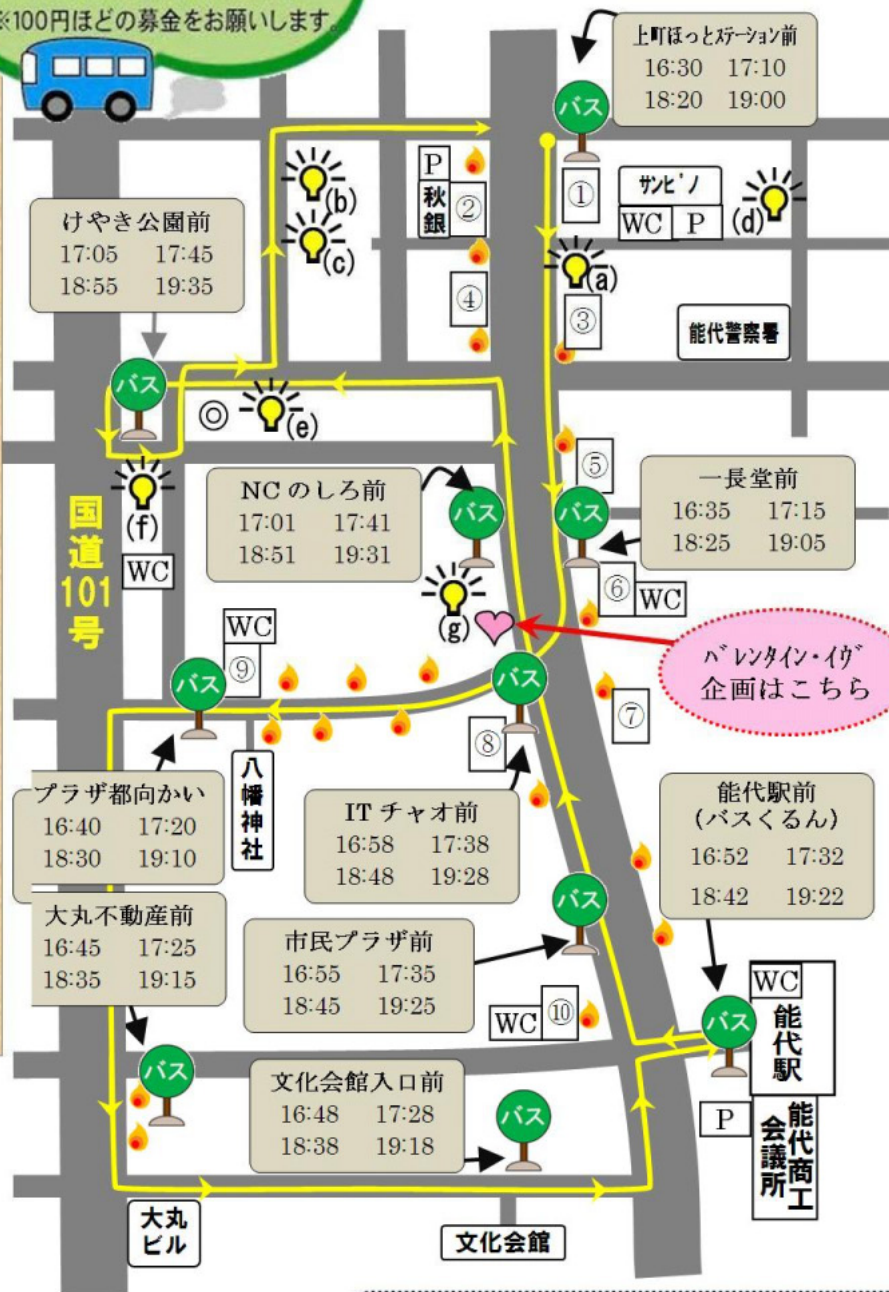 ※100円ほどの募金をお願いします。
上町ほっとステーション前
16:30 17:10
18:20 19:00
バス
①
サンピノ
WC P
(d)
P
秋銀
②
(b)
(c)
けやき公園前
17:05 17:45
18:55 19:35
(a)
③
④
能代警察署
バス
◎
(e)
⑤
(f)
WC
国道101号
NCのしろ前
17:01 17:41
18:51 19:31
バス
バス
一長堂前
16:35 17:15
18:25 19:05
⑥
WC
(g)
バレンタイン・イヴ
企画はこちら
WC
⑨
バス
バス
⑧
⑦
八幡神社
プラザ都向かい
16:40 17:20
18:30 19:10
ITチャオ前
16:58 17:38
18:48 19:28
能代駅前
(バスくるん)
16:52 17:32
18:42 19:22
大丸不動産前
16:45 17:25
18:35 19:15
市民プラザ前
16:55 17:35
18:45 19:25
バス
WC
⑩
バス
WC
能代駅
P
能代商工
会議所
バス
文化会館入口前
16:48 17:28
18:38 19:18
バス
大丸
ビル
文化会館